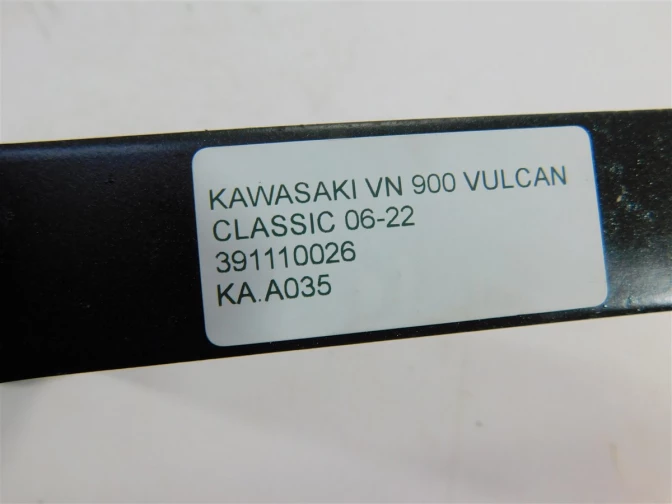 KAWASAKI VN 900 VULCAN
CLASSIC 06-22
391110026
KA.A035